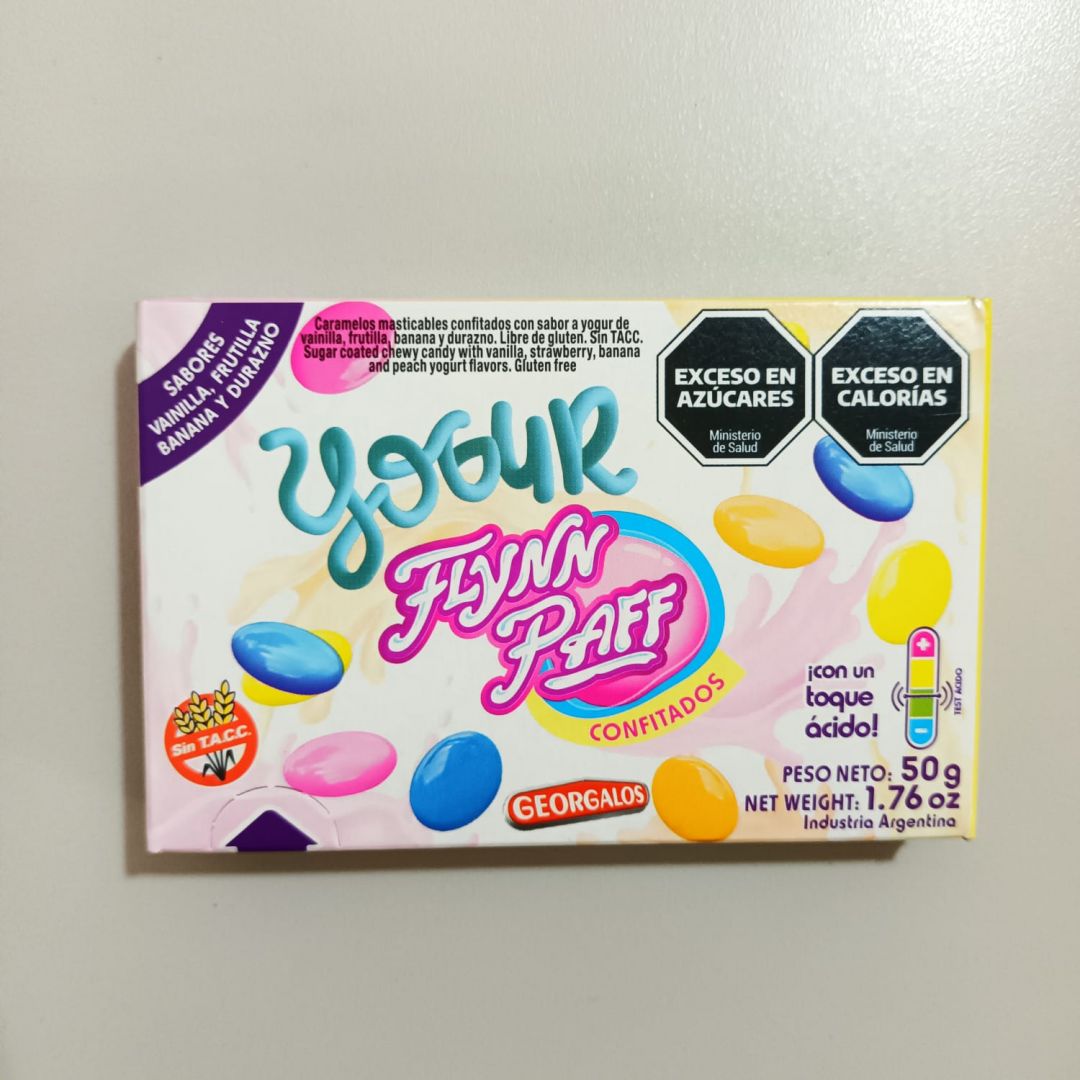 SABORES
VAINILLA, FRUTILLA
BANANA Y DURAZNO
Caramelos masticables confitados con sabor a yogur de
vainilla, frutilla, banana y durazno. Libre de gluten. Sin TACC.
Sugar coated chewy candy with vanilla, strawberry, banana
and peach yogurt flavors. Gluten free
EXCESO EN
AZÚCARES
Ministerio
de Salud
EXCESO EN
CALORÍAS
Ministerio
de Salud
YOGUR
FLYNN
PAFF
CONFITADOS
Sin T.A.C.C.
¡con un
toque
ácido!
+
-
TEST ÁCIDO
GEORGALOS
PESO NETO: 50 g
NET WEIGHT: 1.76 oz
Industria Argentina